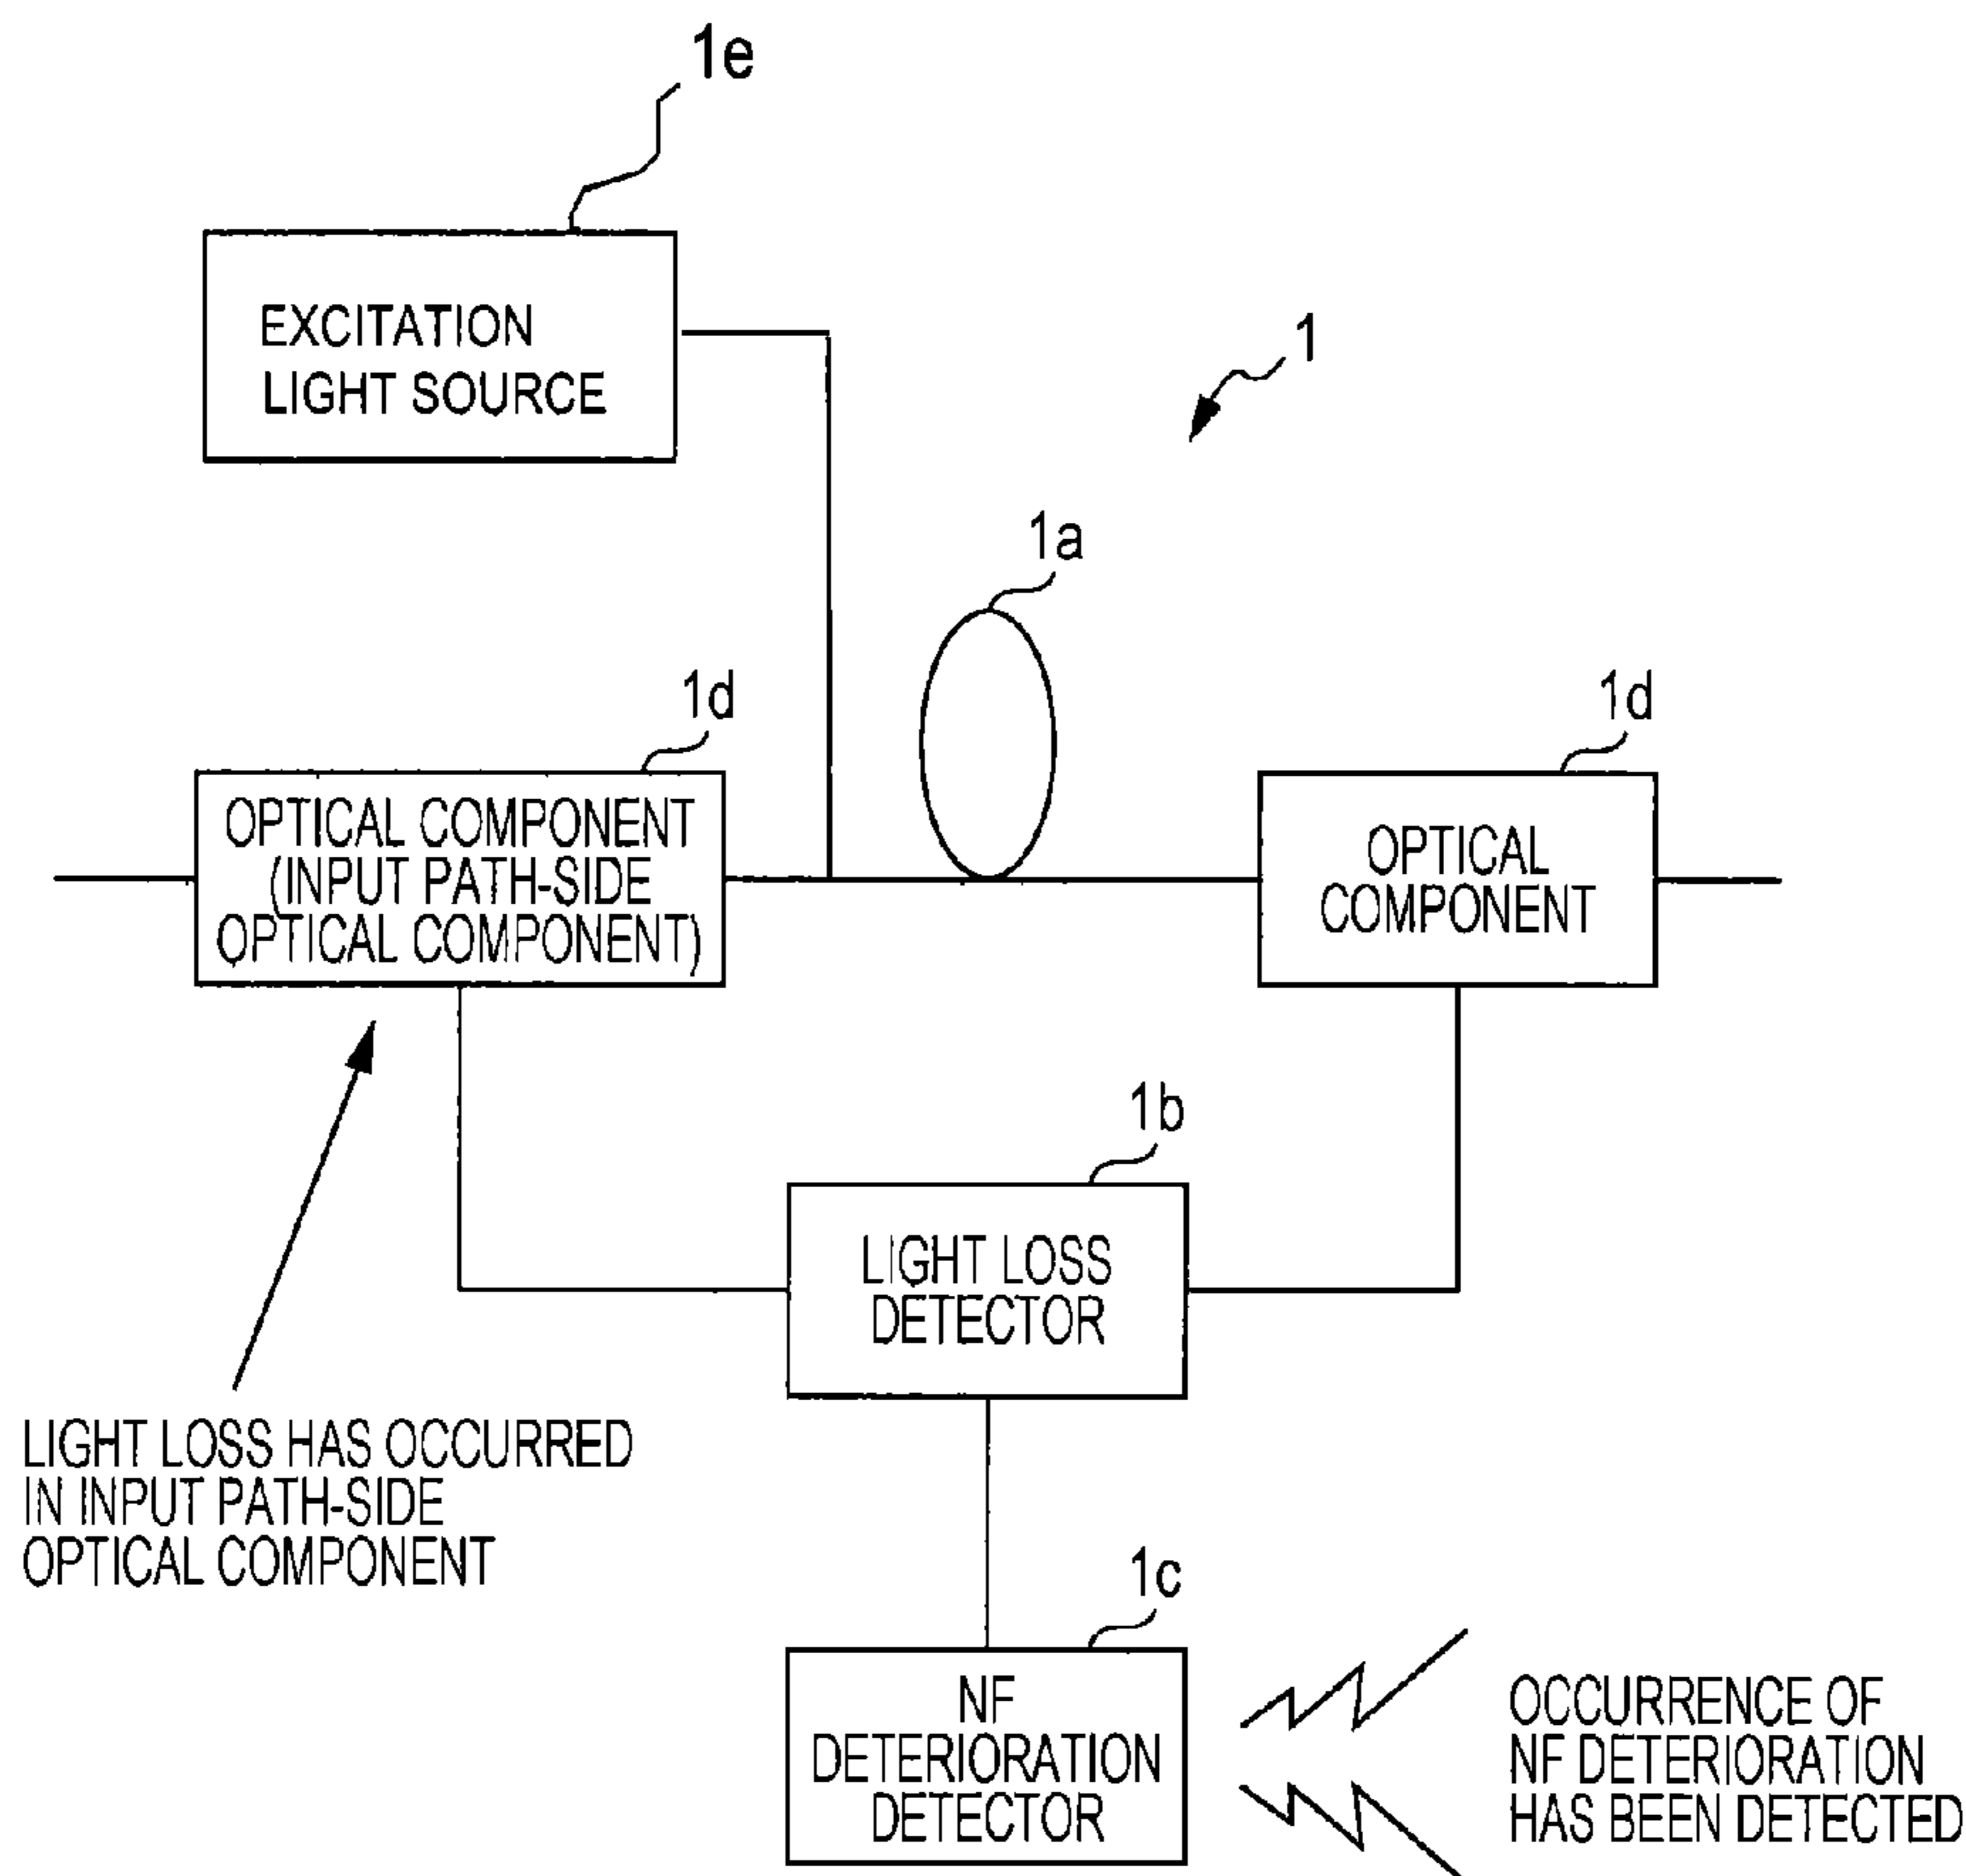 1e
EXCITATION
LIGHT SOURCE
1
1a
1d
OPTICAL COMPONENT
(INPUT PATH-SIDE
OPTICAL COMPONENT)
1d
OPTICAL
COMPONENT
1b
LIGHT LOSS
DETECTOR
LIGHT LOSS HAS OCCURRED
IN INPUT PATH-SIDE
OPTICAL COMPONENT
1c
NF
DETERIORATION
DETECTOR
OCCURRENCE OF
NF DETERIORATION
HAS BEEN DETECTED